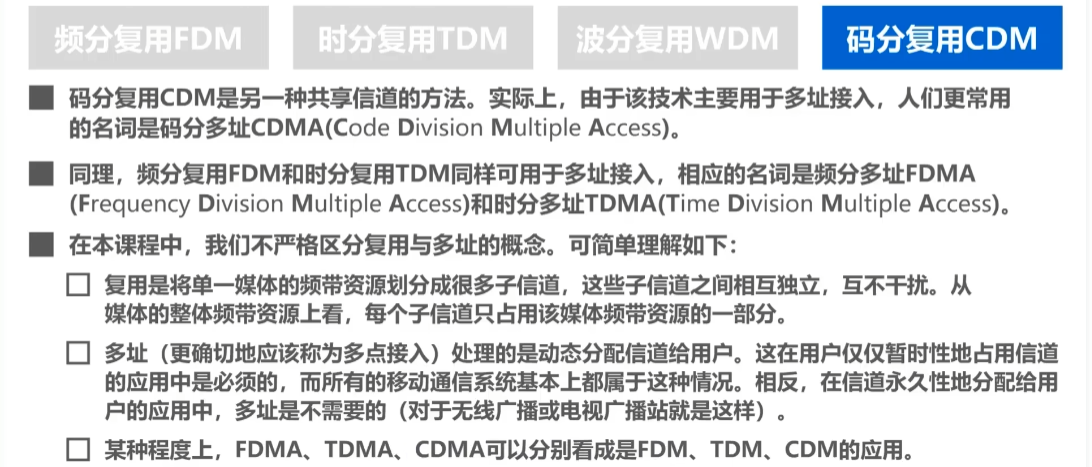 频分复用FDM 时分复用TDM 波分复用WDM 码分复用CDM
码分复用CDM是另一种共享信道的方法。实际上，由于该技术主要用于多址接入，人们更常用
的名词是码分多址CDMA(Code Division Multiple Access)。
同理，频分复用FDM和时分复用TDM同样可用于多址接入，相应的名词是频分多址FDMA
(Frequency Division Multiple Access)和时分多址TDMA(Time Division Multiple Access)。
在本课程中，我们不严格区分复用与多址的概念。可简单理解如下：
复用是将单一媒体的频带资源划分成很多子信道，这些子信道之间相互独立，互不干扰。从
媒体的整体频带资源上看，每个子信道只占用该媒体频带资源的一部分。
多址（更确切地应该称为多点接入）处理的是动态分配信道给用户。这在用户仅仅暂时性地占用信道
的应用中是必须的，而所有的移动通信系统基本上都属于这种情况。相反，在信道永久性地分配给用
户的应用中，多址是不需要的（对于无线广播或电视广播站就是这样）。
某种程度上，FDMA、TDMA、CDMA可以分别看成是FDM、TDM、CDM的应用。